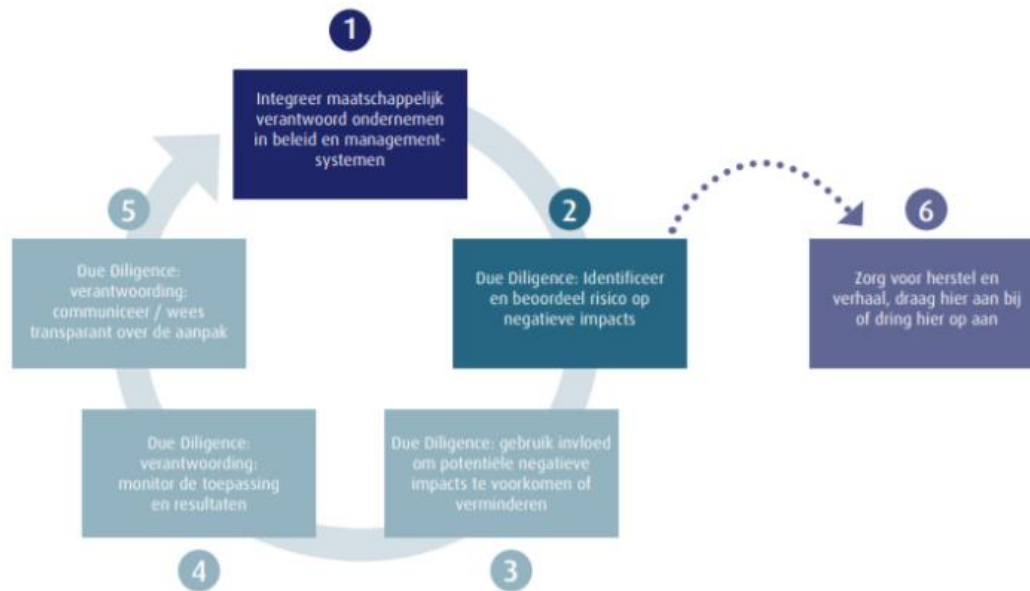 1
Integreer maatschappelijk
verantwoord ondernemen
in beleid en management-
systemen
2
Due Diligence: Identificeer
en beoordeel risico op
negatieve impacts
3
Due Diligence: gebruik invloed
om potentiële negatieve
impacts te voorkomen of
verminderen
4
Due Diligence:
verantwoording:
monitor de toepassing
en resultaten
5
Due Diligence:
verantwoording:
communiceer / wees
transparant over de aanpak
6
Zorg voor herstel en
verhaal, draag hier aan bij
of dring hier op aan